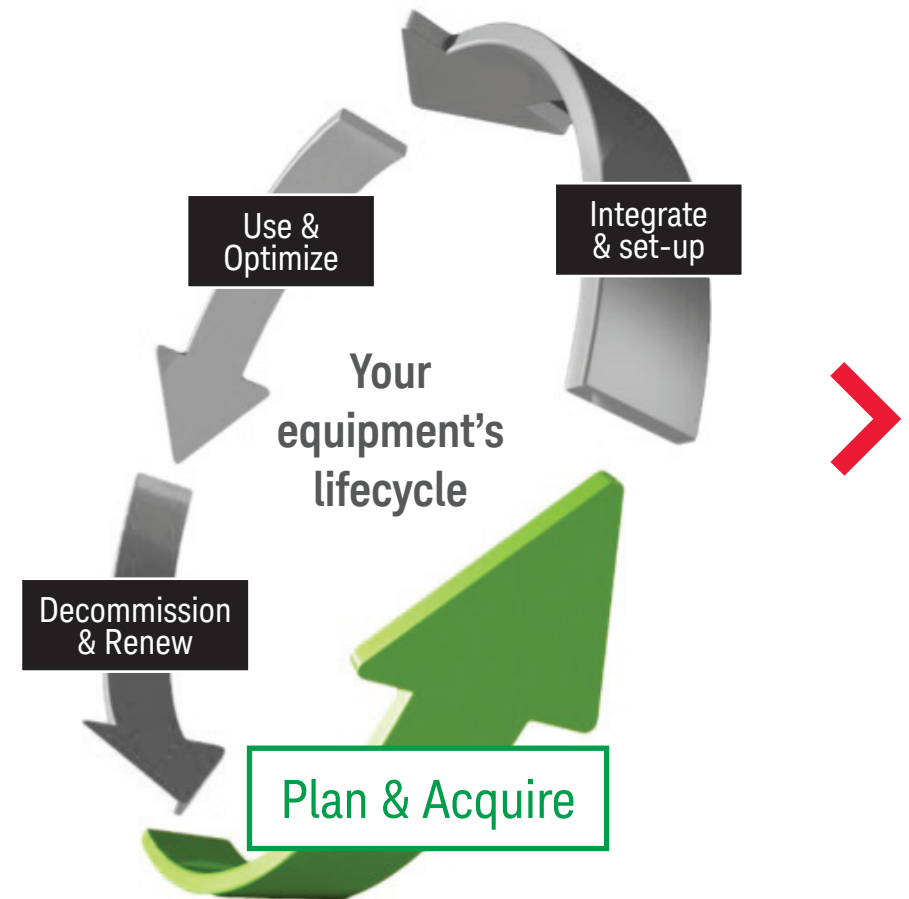 Use &
Optimize
Integrate
& set-up
Your
equipment’s
lifecycle
Decommission
& Renew
Plan & Acquire